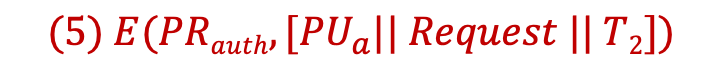 (5) E(PR_auth, [PU_a|| Request || T_2])